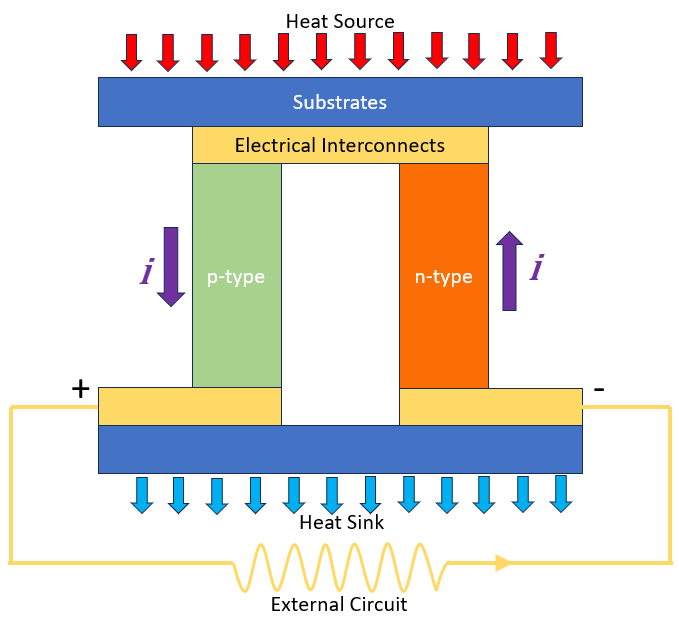 Heat Source
Substrates
Electrical Interconnects
i
p-type
n-type
i
+
-
Heat Sink
External Circuit